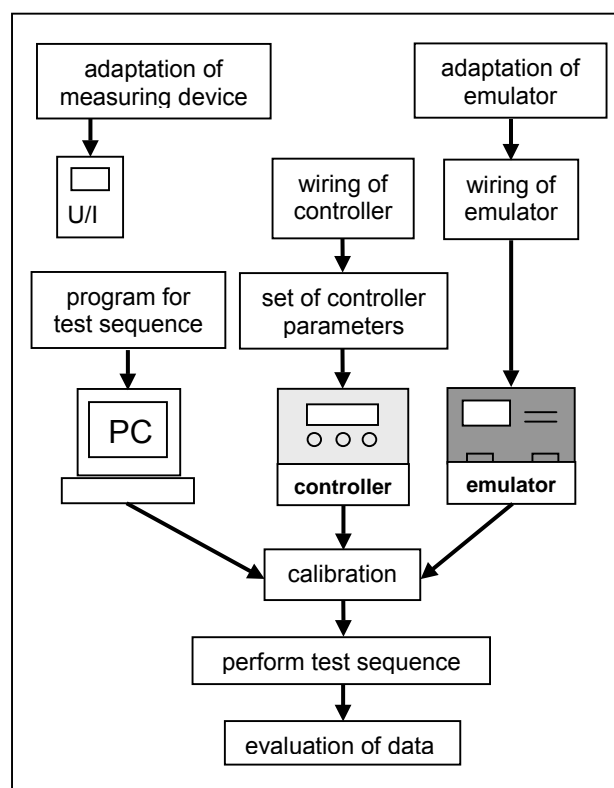 adaptation of
measuring device
adaptation of
emulator
U/I
wiring of
controller
wiring of
emulator
program for
test sequence
set of controller
parameters
PC
controller
emulator
calibration
perform test sequence
evaluation of data